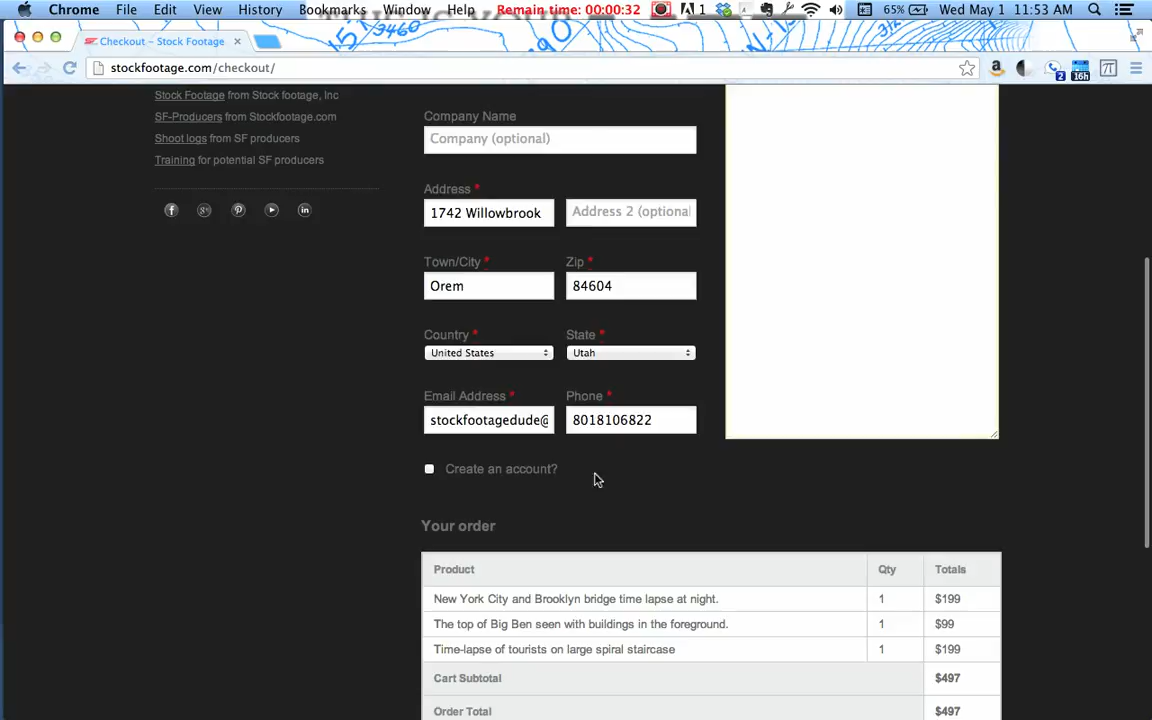 Chrome File Edit View History Bookmarks Window Help Remain time: 00:00:32 1 65% Wed May 1 11:53 AM
Checkout – Stock Footage
stockfootage.com/checkout/
Stock Footage from Stock footage, Inc
SF-Producers from Stockfootage.com
Shoot logs from SF producers
Training for potential SF producers
Company Name
Company (optional)
Address *
1742 Willowbrook
Address 2 (optional
Town/City * Zip *
Orem 84604
Country * State *
United States Utah
Email Address * Phone *
stockfootagedude@ 8018106822
Create an account?
Your order
Product Qty Totals
New York City and Brooklyn bridge time lapse at night. 1 $199
The top of Big Ben seen with buildings in the foreground. 1 $99
Time-lapse of tourists on large spiral staircase 1 $199
Cart Subtotal $497
Order Total $497